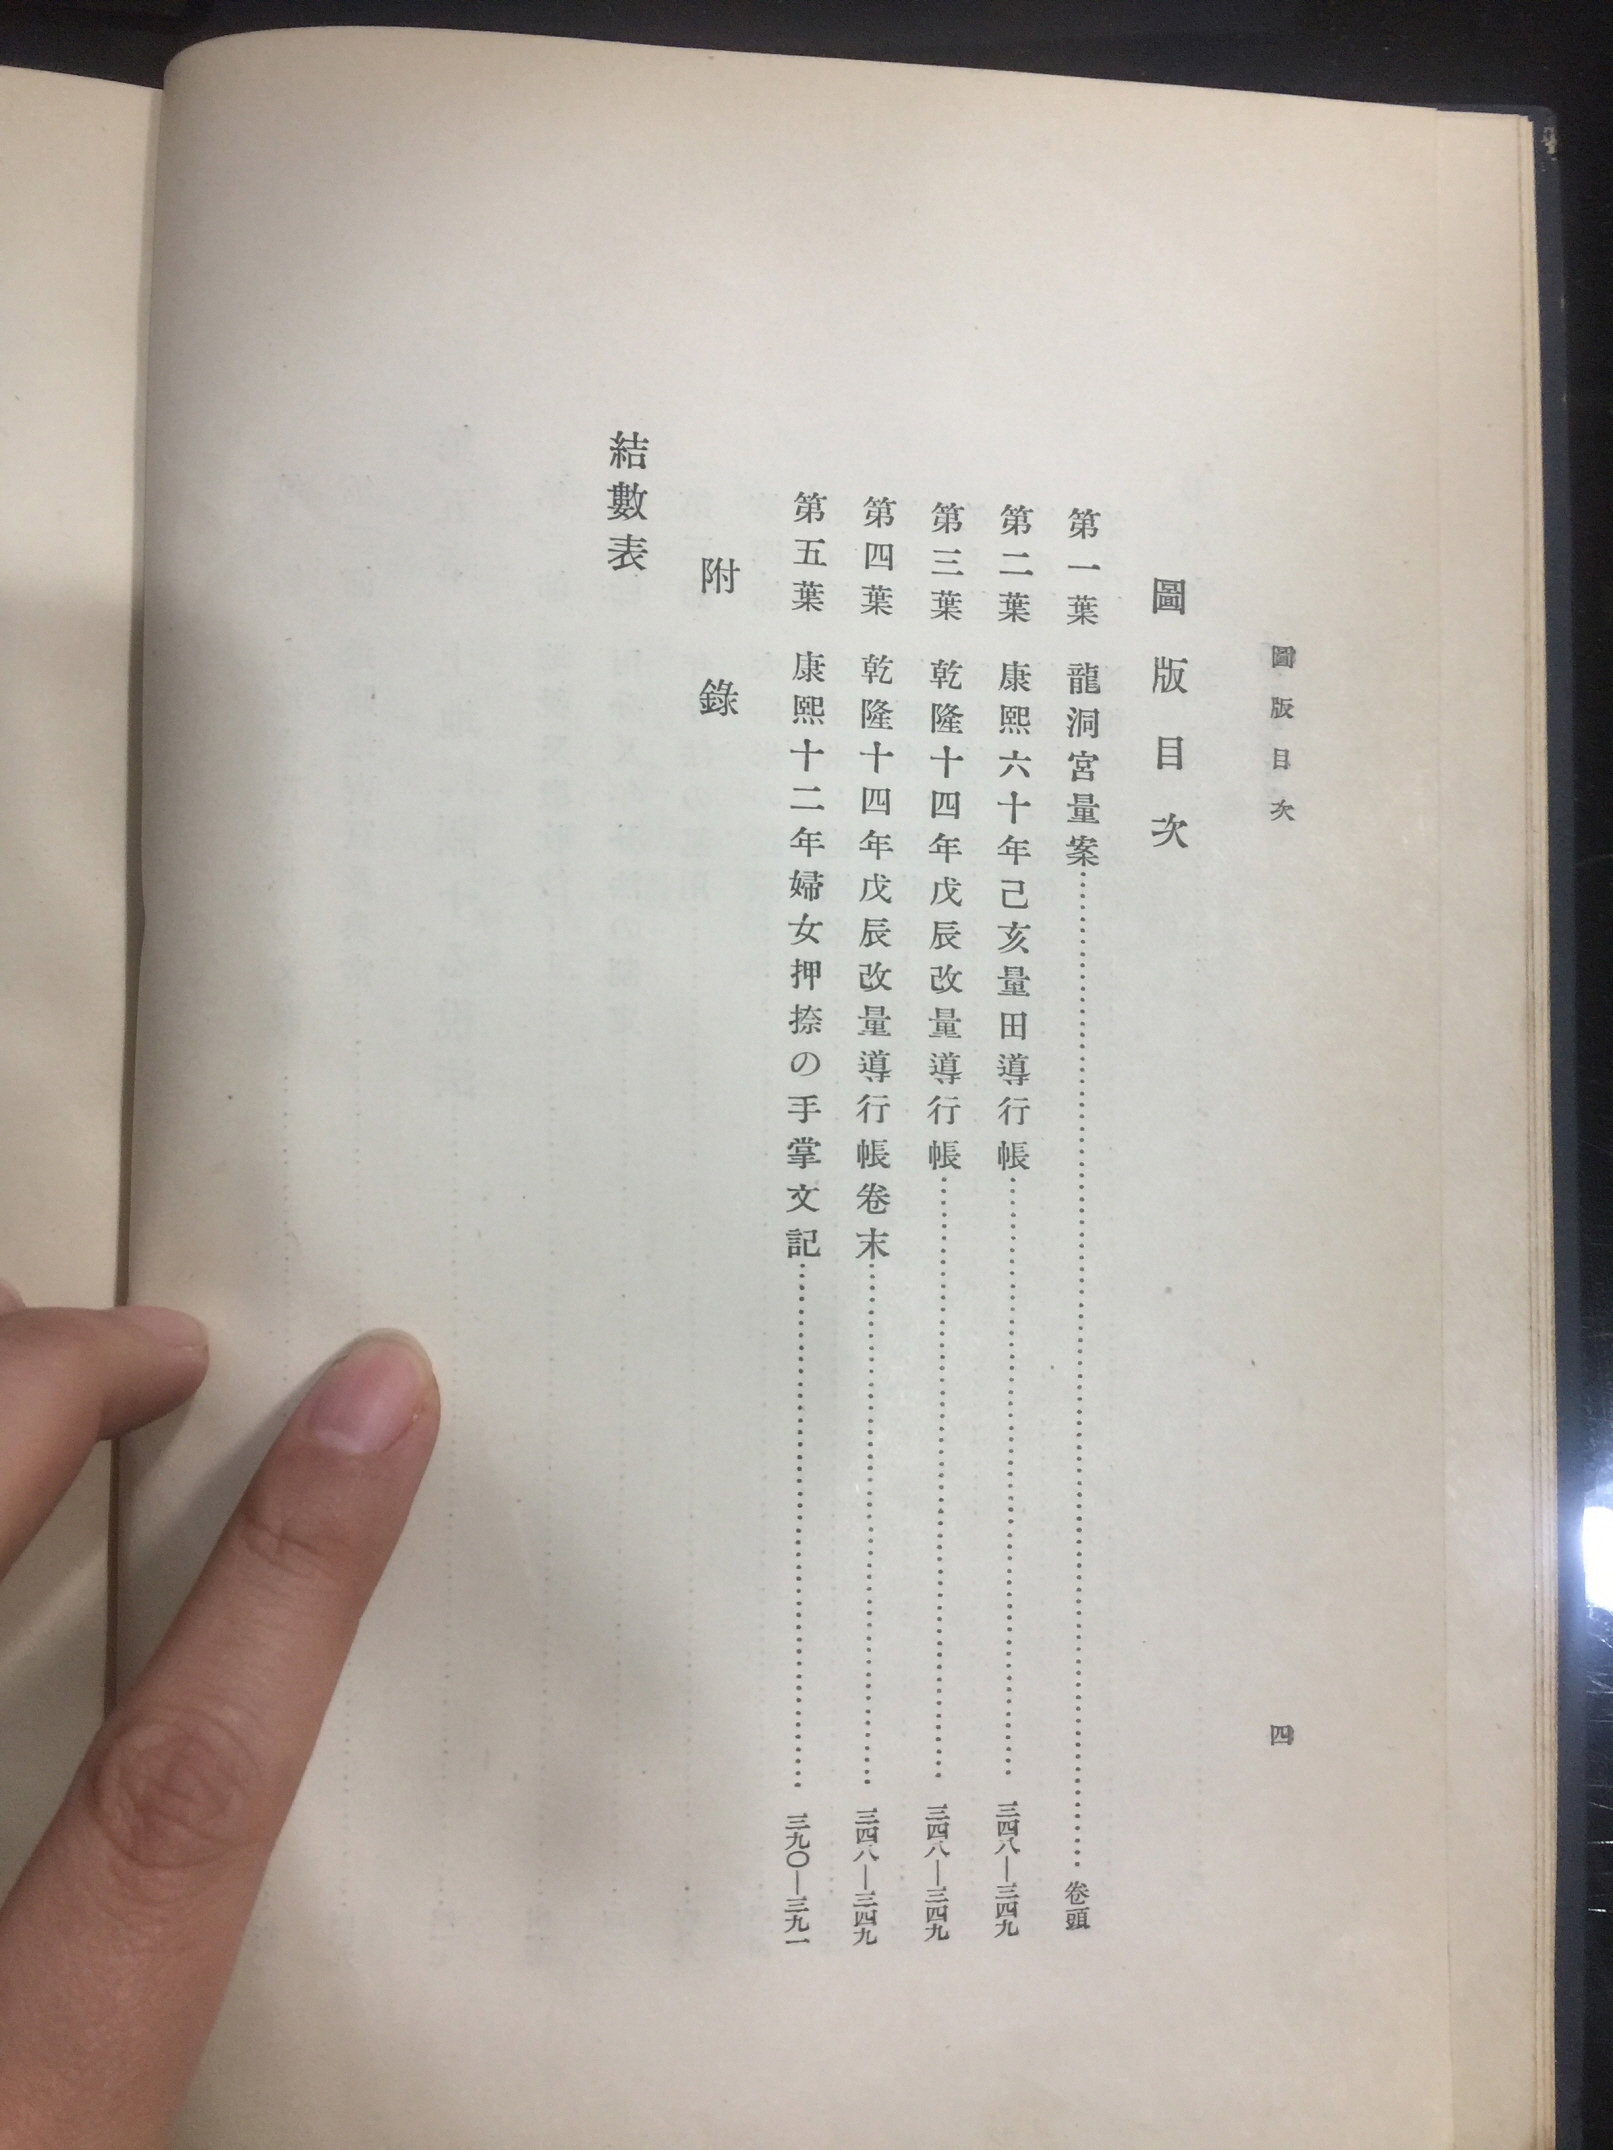 圖版目次
四
圖版目次
第一葉 龍洞宮量案……卷頭
第二葉 康熙六十年己亥量田導行帳……三四八—三四九
第三葉 乾隆十四年戊辰改量導行帳……三四八—三四九
第四葉 乾隆十四年戊辰改量導行帳卷末……三四八—三四九
第五葉 康熙十二年婦女押捺の手掌文記……三九〇—三九一
附錄
結數表